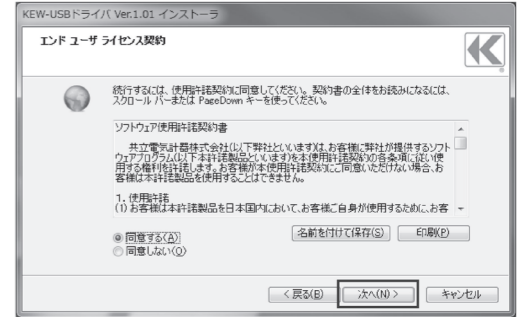 KEW-USBドライバ Ver.1.01 インストーラ
エンド ユーザ ライセンス契約
続行するには、使用許諾契約に同意してください。契約書の全体をお読みになるには、
スクロール バーまたは PageDown キーを使ってください。
ソフトウェア使用許諾契約書
共立電気計器株式会社(以下弊社といいます)は、お客様に弊社が提供するソフト
ウェアプログラム(以下本許諾製品といいます)を本使用許諾契約の各条項に従い使
用する権利を許諾します。お客様が本使用許諾契約にご同意いただけない場合、お
客様は本許諾製品を使用することはできません。
1. 使用許諾
(1) お客様は本許諾製品を日本国内において、お客様ご自身が使用するために、お客
同意する(A)
名前を付けて保存(S)
印刷(P)
同意しない(O)
< 戻る(B)
次へ(N) >
キャンセル